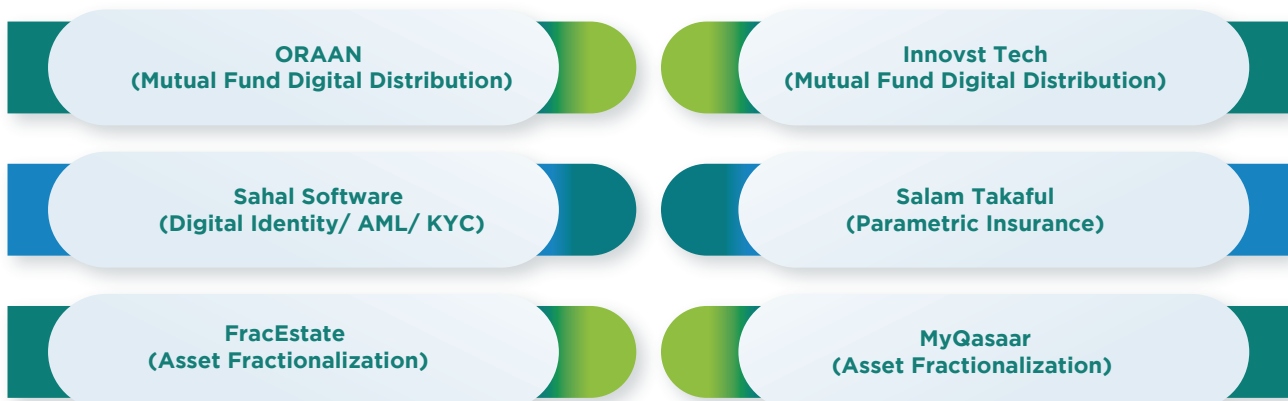 ORAAN
(Mutual Fund Digital Distribution)
Innovst Tech
(Mutual Fund Digital Distribution)
Sahal Software
(Digital Identity/ AML/ KYC)
Salam Takaful
(Parametric Insurance)
FracEstate
(Asset Fractionalization)
MyQasaar
(Asset Fractionalization)